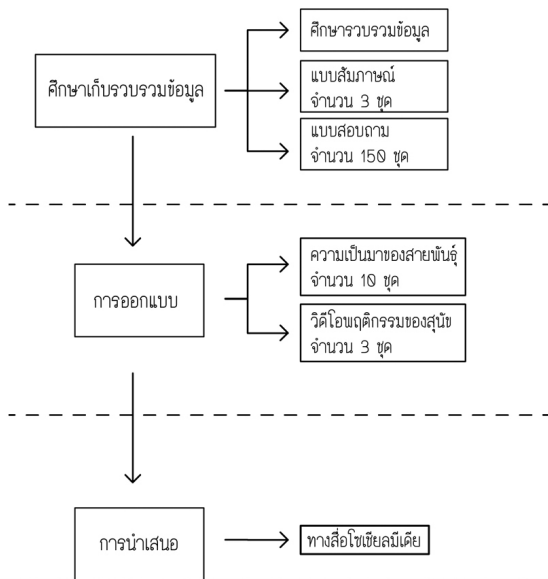 ศึกษารวบรวมข้อมูล
ศึกษาเก็บรวบรวมข้อมูล
แบบสัมภาษณ์
จำนวน 3 ชุด
แบบสอบถาม
จำนวน 150 ชุด
การออกแบบ
ความเป็นมาของสายพันธุ์
จำนวน 10 ชุด
วิดีโอพฤติกรรมของสุนัข
จำนวน 3 ชุด
การนำเสนอ
ทางสื่อโซเชียลมีเดีย